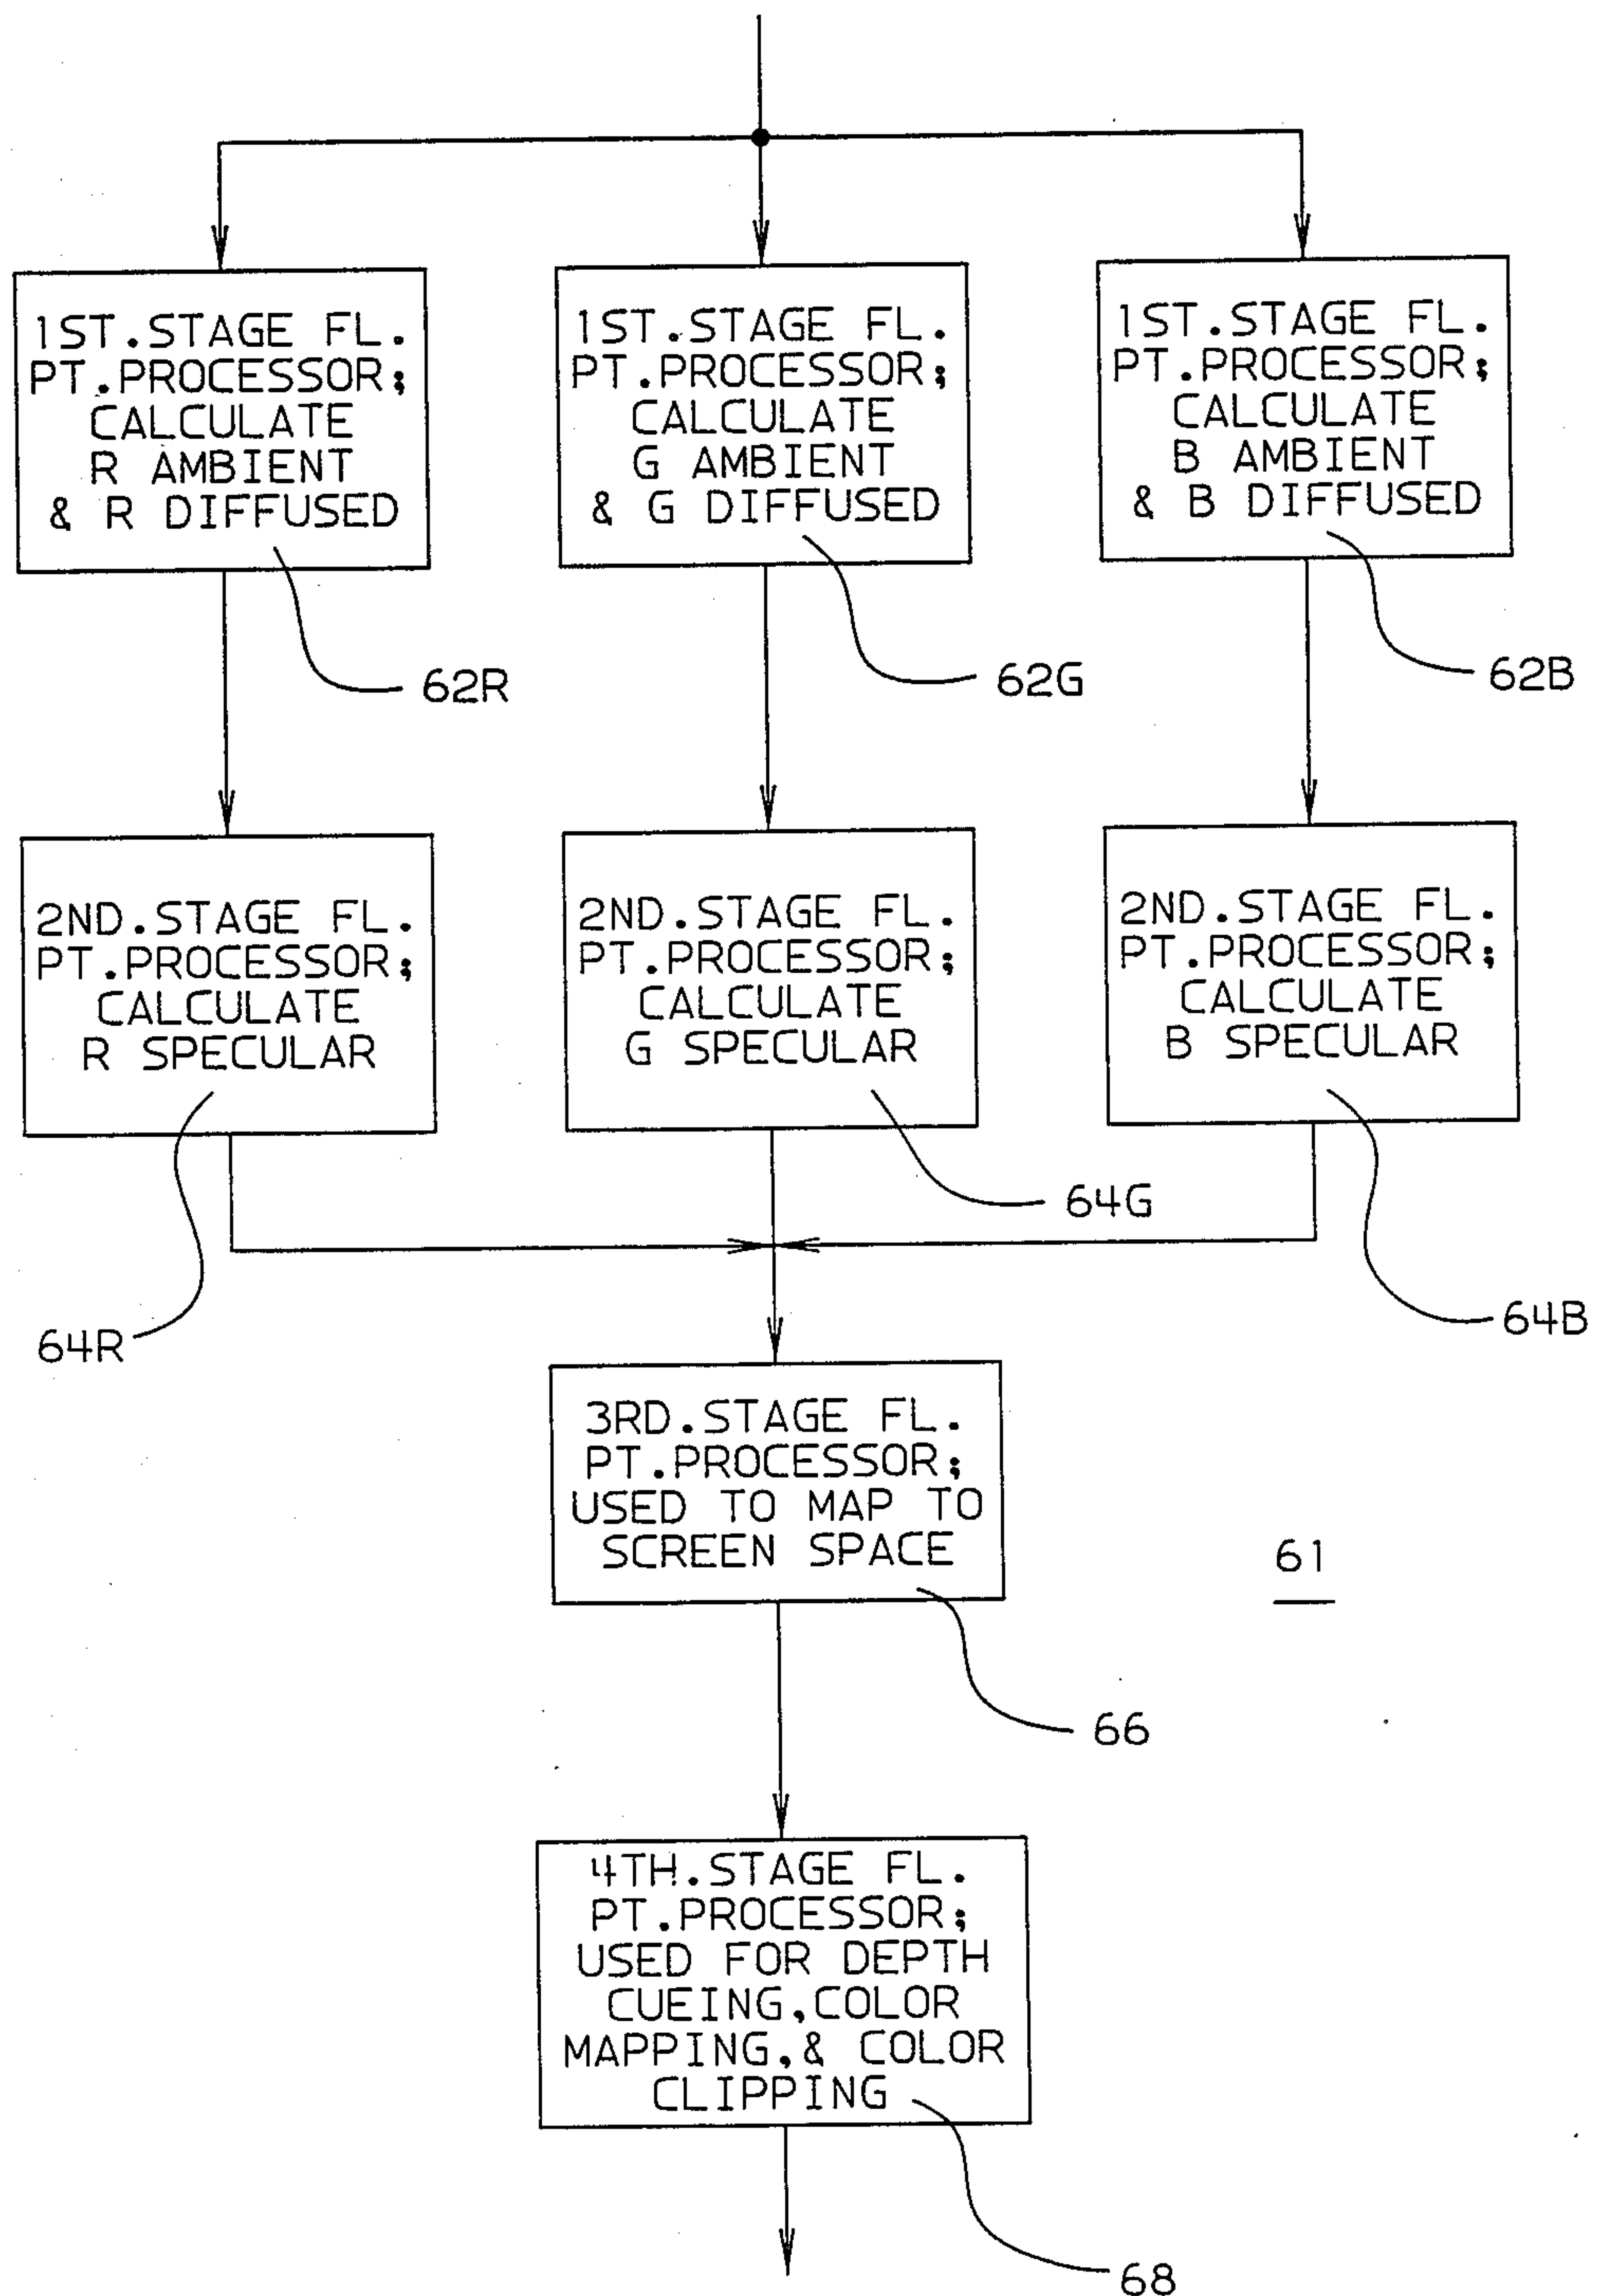 1ST.STAGE FL.
PT.PROCESSOR;
CALCULATE
R AMBIENT
& R DIFFUSED
1ST.STAGE FL.
PT.PROCESSOR;
CALCULATE
G AMBIENT
& G DIFFUSED
1ST.STAGE FL.
PT.PROCESSOR;
CALCULATE
B AMBIENT
& B DIFFUSED
62R
62G
62B
2ND.STAGE FL.
PT.PROCESSOR;
CALCULATE
R SPECULAR
2ND.STAGE FL.
PT.PROCESSOR;
CALCULATE
G SPECULAR
2ND.STAGE FL.
PT.PROCESSOR;
CALCULATE
B SPECULAR
64G
64R
64B
3RD.STAGE FL.
PT.PROCESSOR;
USED TO MAP TO
SCREEN SPACE
61
66
4TH.STAGE FL.
PT.PROCESSOR;
USED FOR DEPTH
CUEING,COLOR
MAPPING,& COLOR
CLIPPING
68